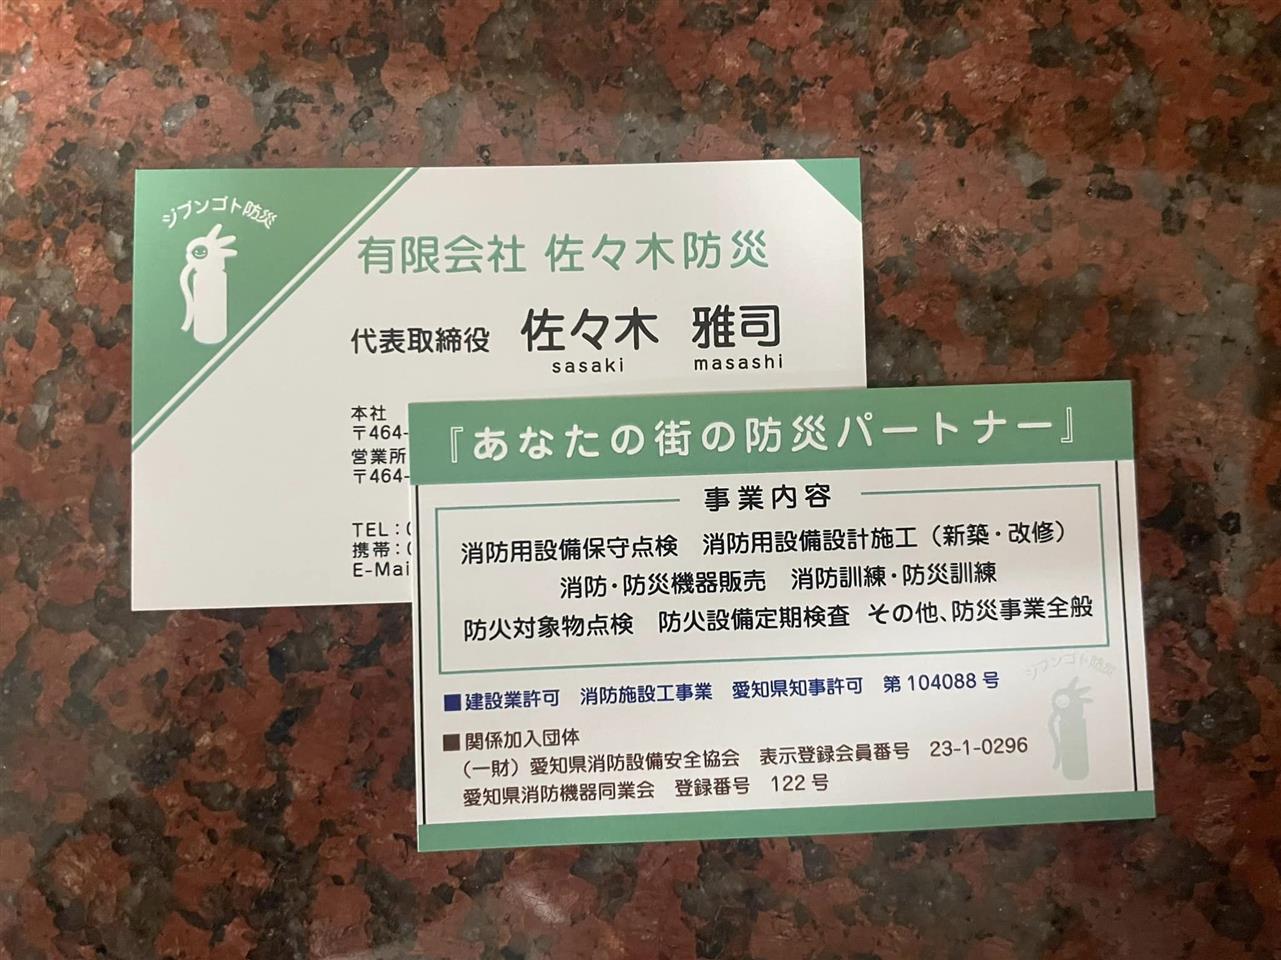 ジブンゴト防災
有限会社 佐々木防災
代表取締役 佐々木 雅司
sasaki masashi
本社
〒464-
営業所
〒464-
TEL：0
携帯：0
E-Mai
『あなたの街の防災パートナー』
事業内容
消防用設備保守点検 消防用設備設計施工（新築・改修）
消防・防災機器販売 消防訓練・防災訓練
防火対象物点検 防火設備定期検査 その他、防災事業全般
ジブンゴト防災
■建設業許可 消防施設工事業 愛知県知事許可 第104088号
■関係加入団体
（一財）愛知県消防設備安全協会 表示登録会員番号 23-1-0296
愛知県消防機器同業会 登録番号 122号